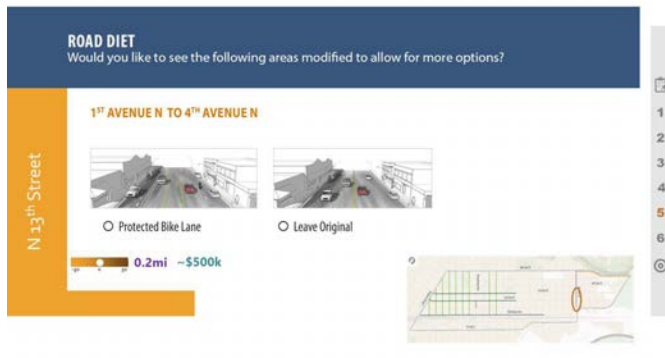 ROAD DIET
Would you like to see the following areas modified to allow for more options?
1ST AVENUE N TO 4TH AVENUE N
N 13th Street
Protected Bike Lane
Leave Original
0.2mi ~$500k
1
2
3
4
5
6